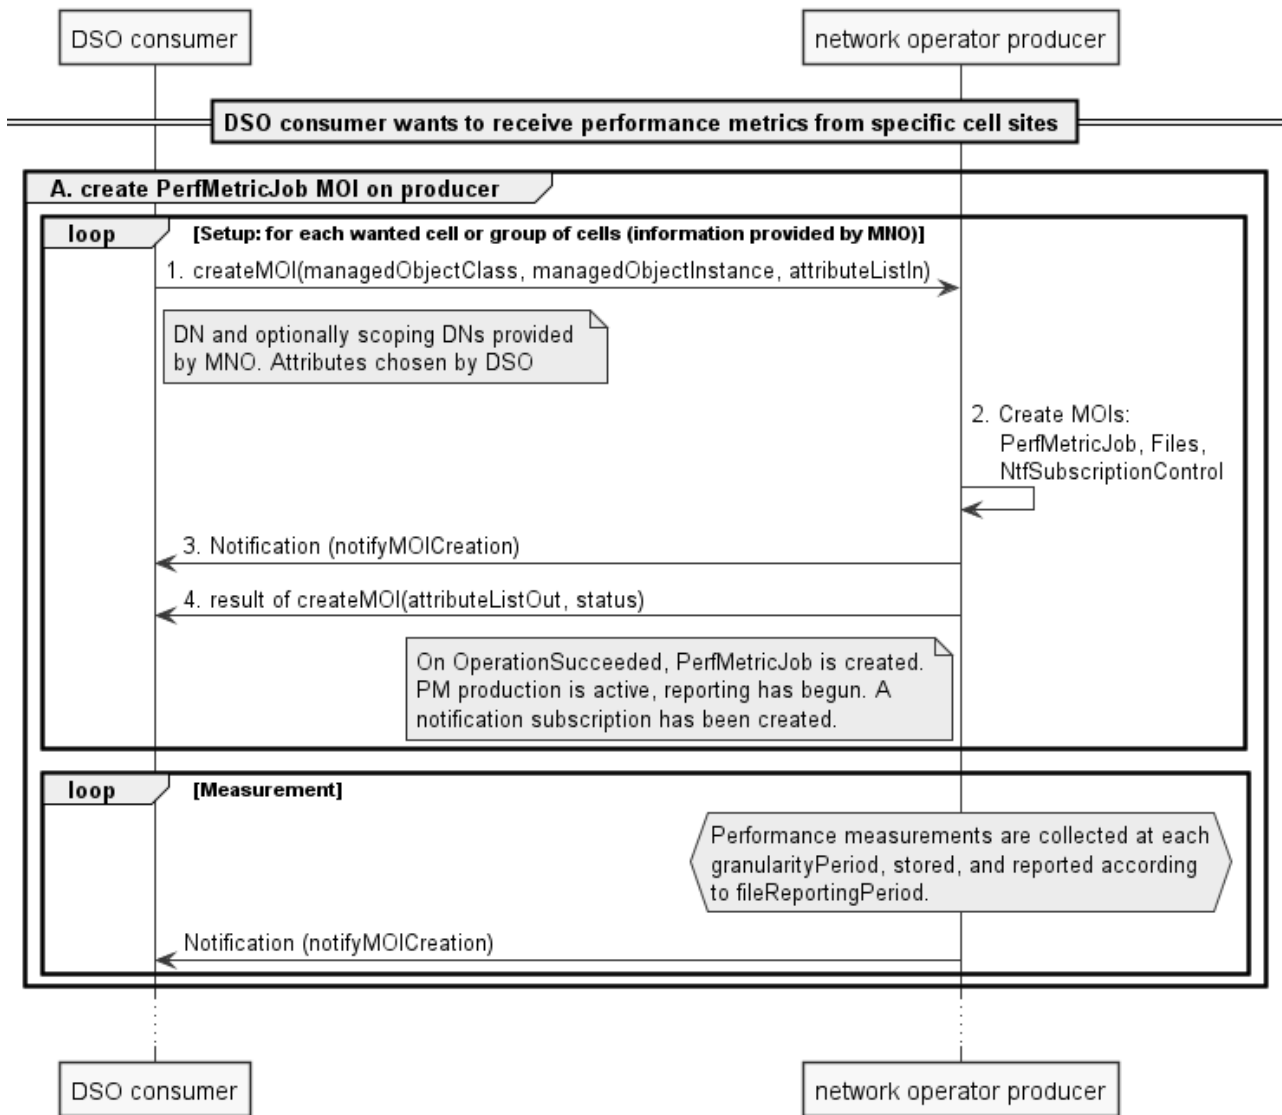 DSO consumer
network operator producer
DSO consumer wants to receive performance metrics from specific cell sites
A. create PerfMetricJob MOI on producer
loop
[Setup: for each wanted cell or group of cells (information provided by MNO)]
1. createMOI(managedObjectClass, managedObjectInstance, attributeListIn)
DN and optionally scoping DNs provided
by MNO. Attributes chosen by DSO
2. Create MOIs:
PerfMetricJob, Files,
NtfSubscriptionControl
3. Notification (notifyMOICreation)
4. result of createMOI(attributeListOut, status)
On OperationSucceeded, PerfMetricJob is created.
PM production is active, reporting has begun. A
notification subscription has been created.
loop
[Measurement]
Performance measurements are collected at each
granularityPeriod, stored, and reported according
to fileReportingPeriod.
Notification (notifyMOICreation)
DSO consumer
network operator producer